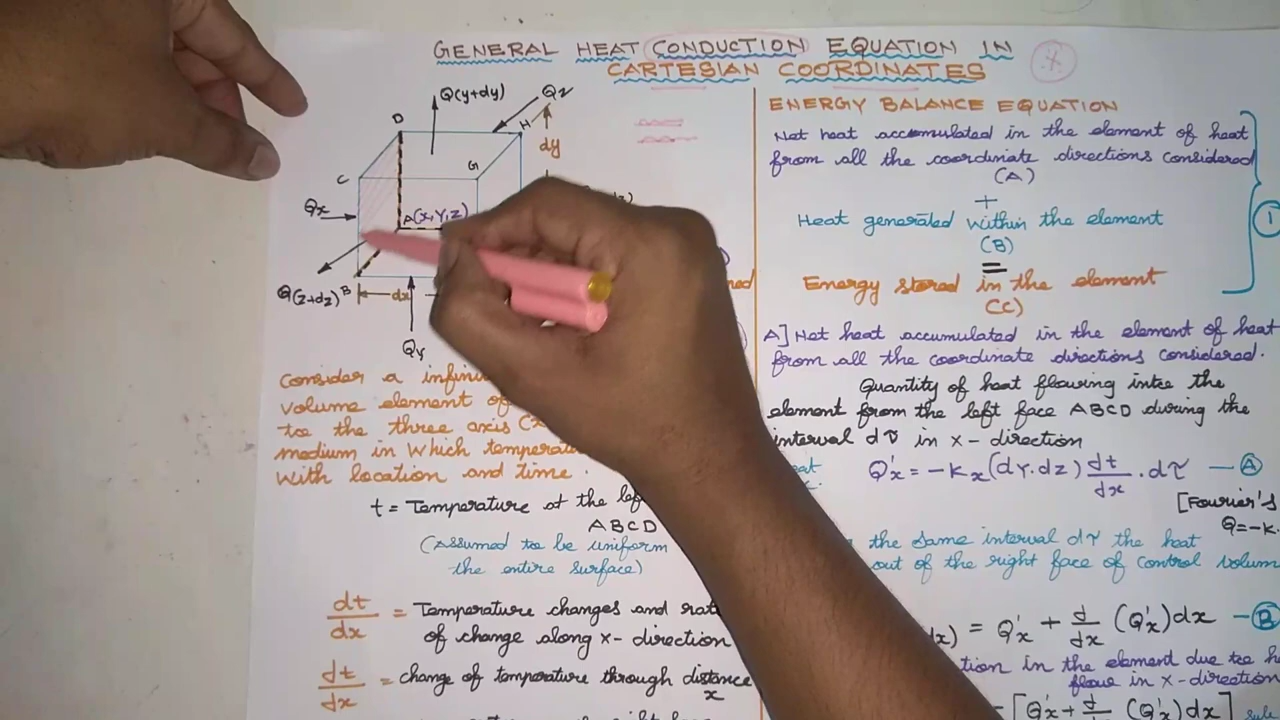 GENERAL HEAT CONDUCTION EQUATION IN
CARTESIAN COORDINATES
Q(y+dy)
Qz
D
H
dy
C
G
Qx
A(x,y,z)
Q(z+dz)
B
dx
Qy
Consider a
volume element of
to the three axis
medium in which
with location and time.
t = Temperature at the
ABCD
(Assumed to be uniform
the entire surface)
dt/dx = Temperature changes and
of change along x-direction
dt/dx = change of temperature through distance
x
ENERGY BALANCE EQUATION
Net heat accumulated in the element of heat
from all the coordinate directions considered
(A)
+
Heat generated within the element
(B)
=
Energy stored in the element
(C)
1
A] Net heat accumulated in the element of heat
from all the coordinate directions considered.
Quantity of heat flowing into the
element from the left face ABCD during the
interval dτ in x-direction
Q'x = -Kx (dy.dz) dt/dx . dτ — A
[Fourier's
Q=-K
the same interval dτ the heat
out of the right face of control
dx) = Q'x + d/dx (Q'x)dx — B
in the element due to
flow in x-direction
[Q'x + d/dx (Q'x)dx]